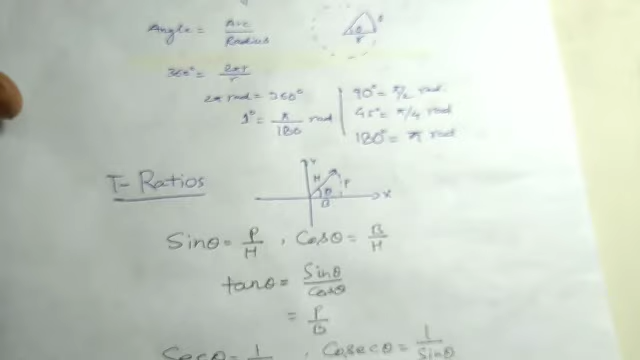 Angle = Arc/Radius
θ
r
360° = 2πr/r
2π rad = 360°
1° = π/180 rad
90° = π/2 rad
45° = π/4 rad
180° = π rad
T- Ratios
Y
H
P
θ
B
X
Sinθ = P/H , Cosθ = B/H
tanθ = Sinθ/Cosθ
= P/B
Secθ = 1 , Cosecθ = 1/Sinθ